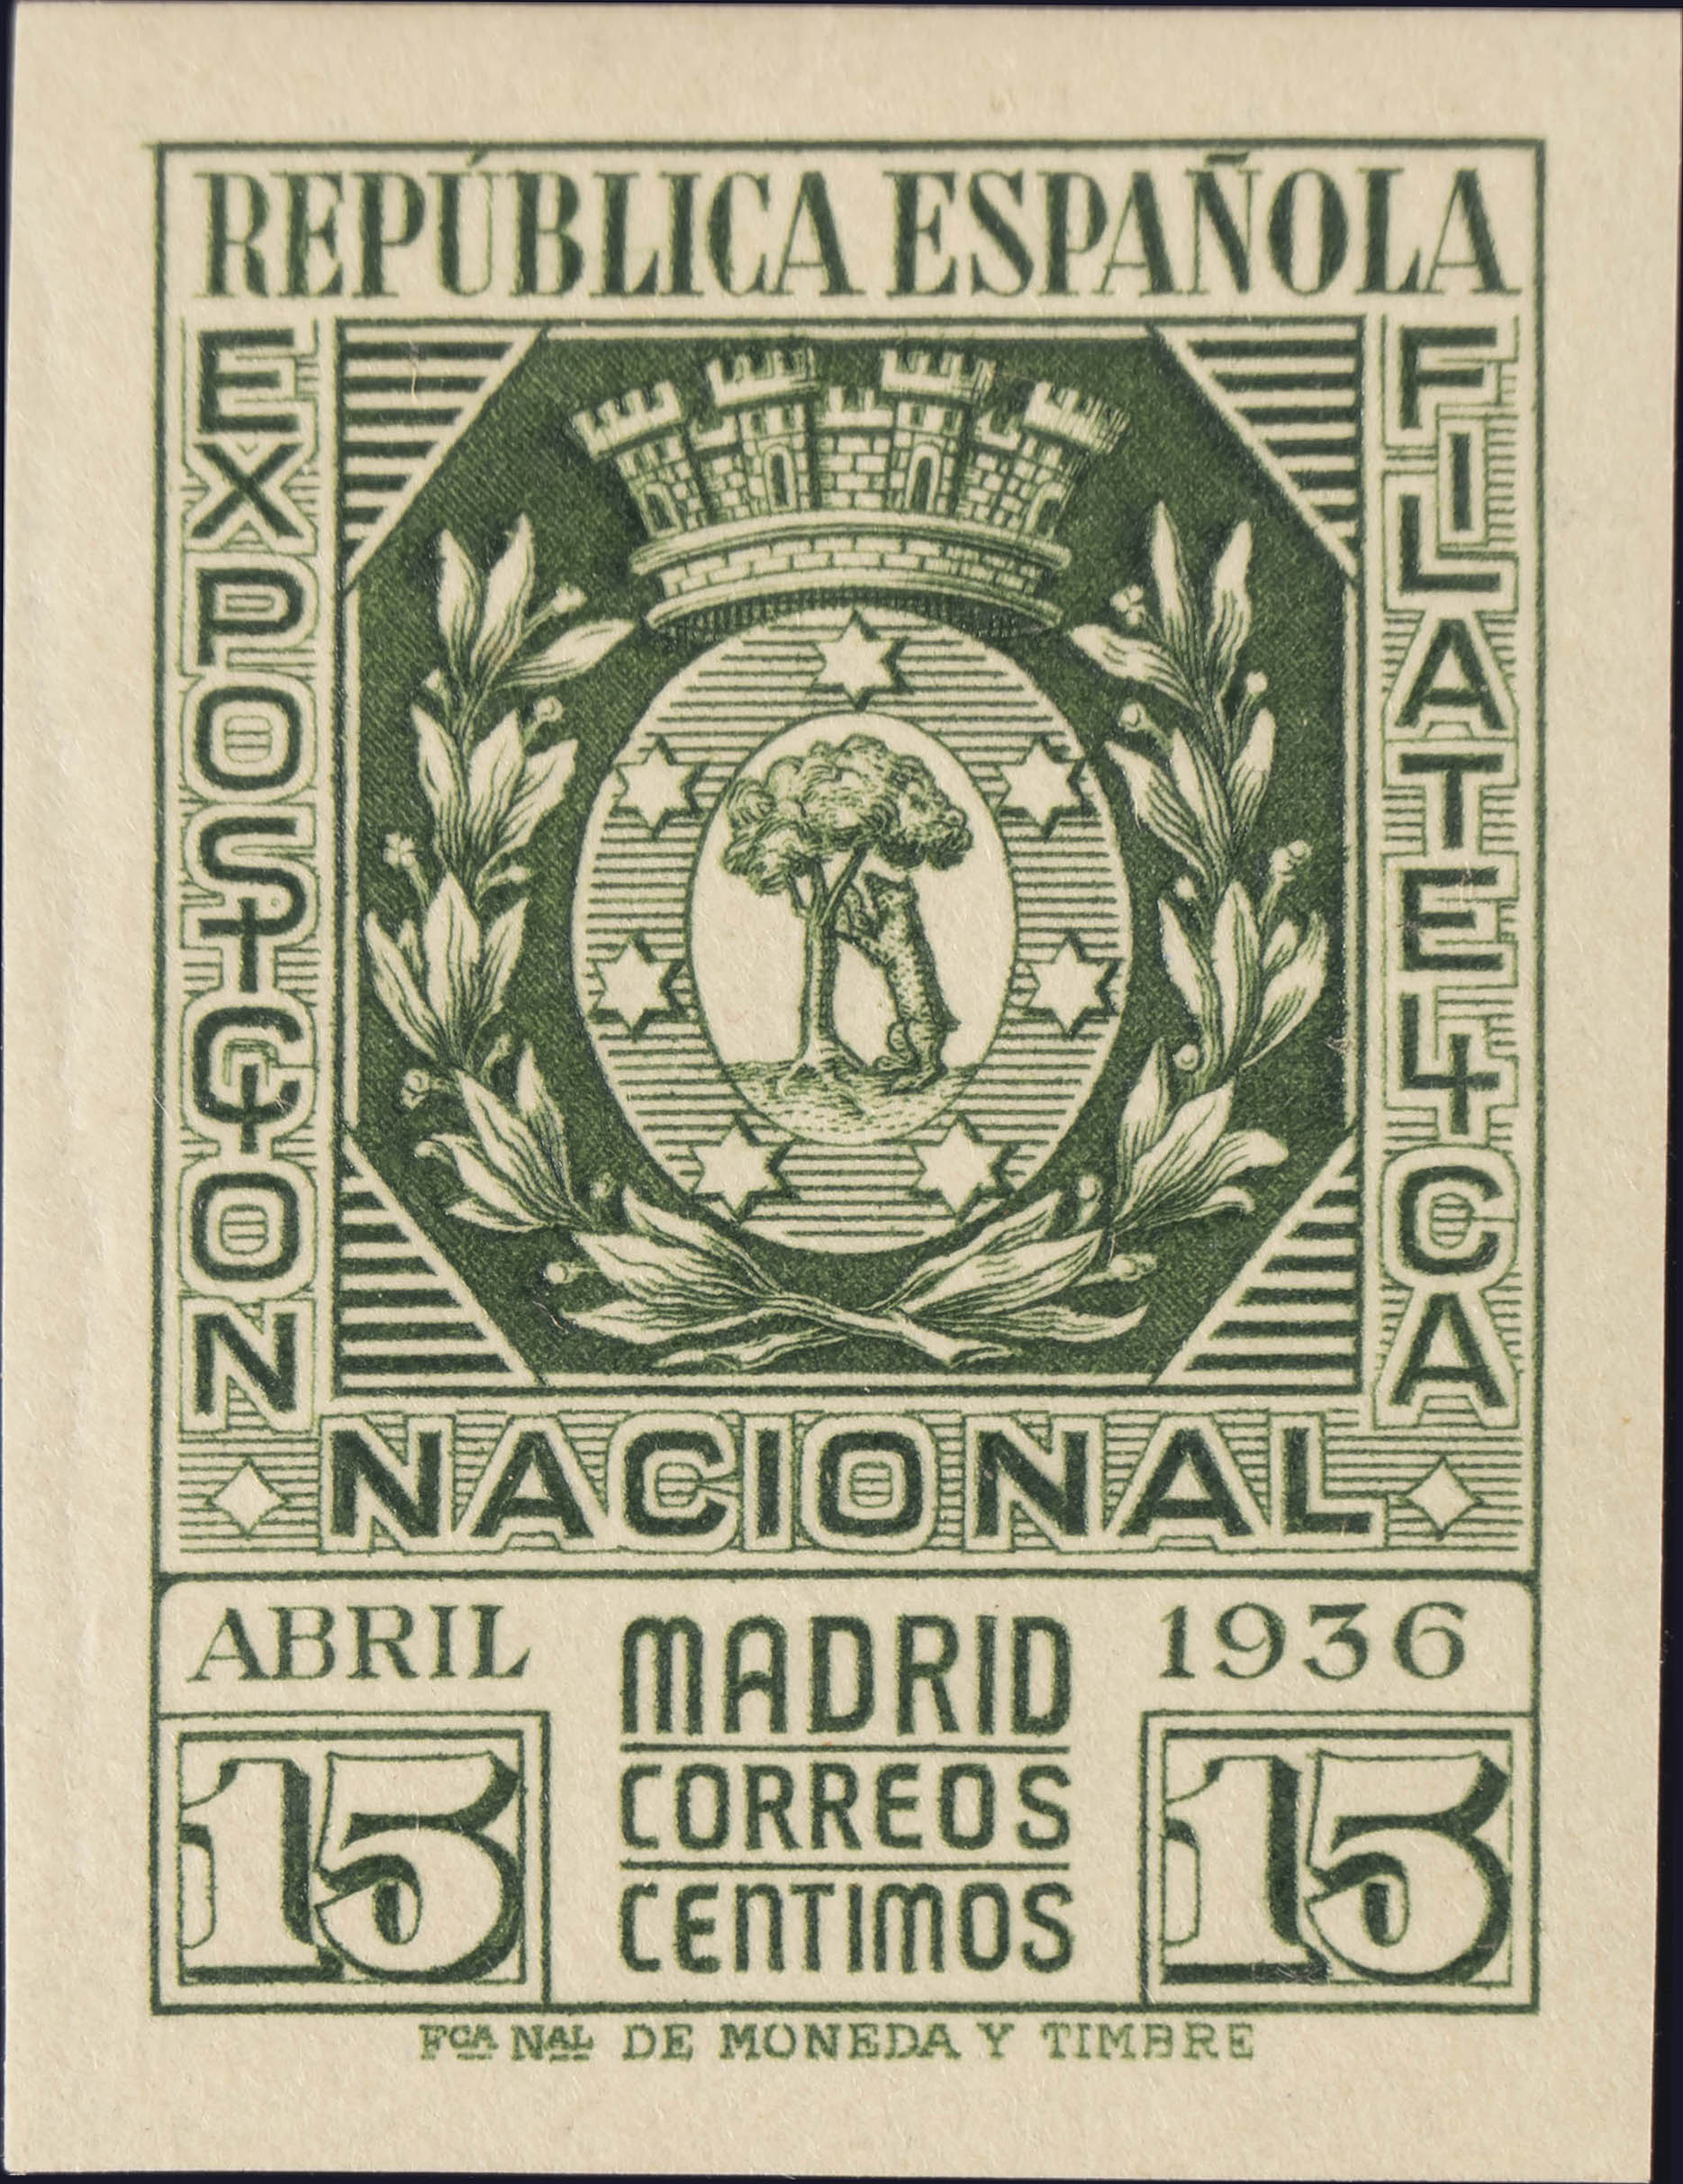 REPÚBLICA ESPAÑOLA
EXPOSICION
FILATELICA
NACIONAL
ABRIL
MADRID
1936
15
CORREOS
CENTIMOS
15
FCA NAL DE MONEDA Y TIMBRE